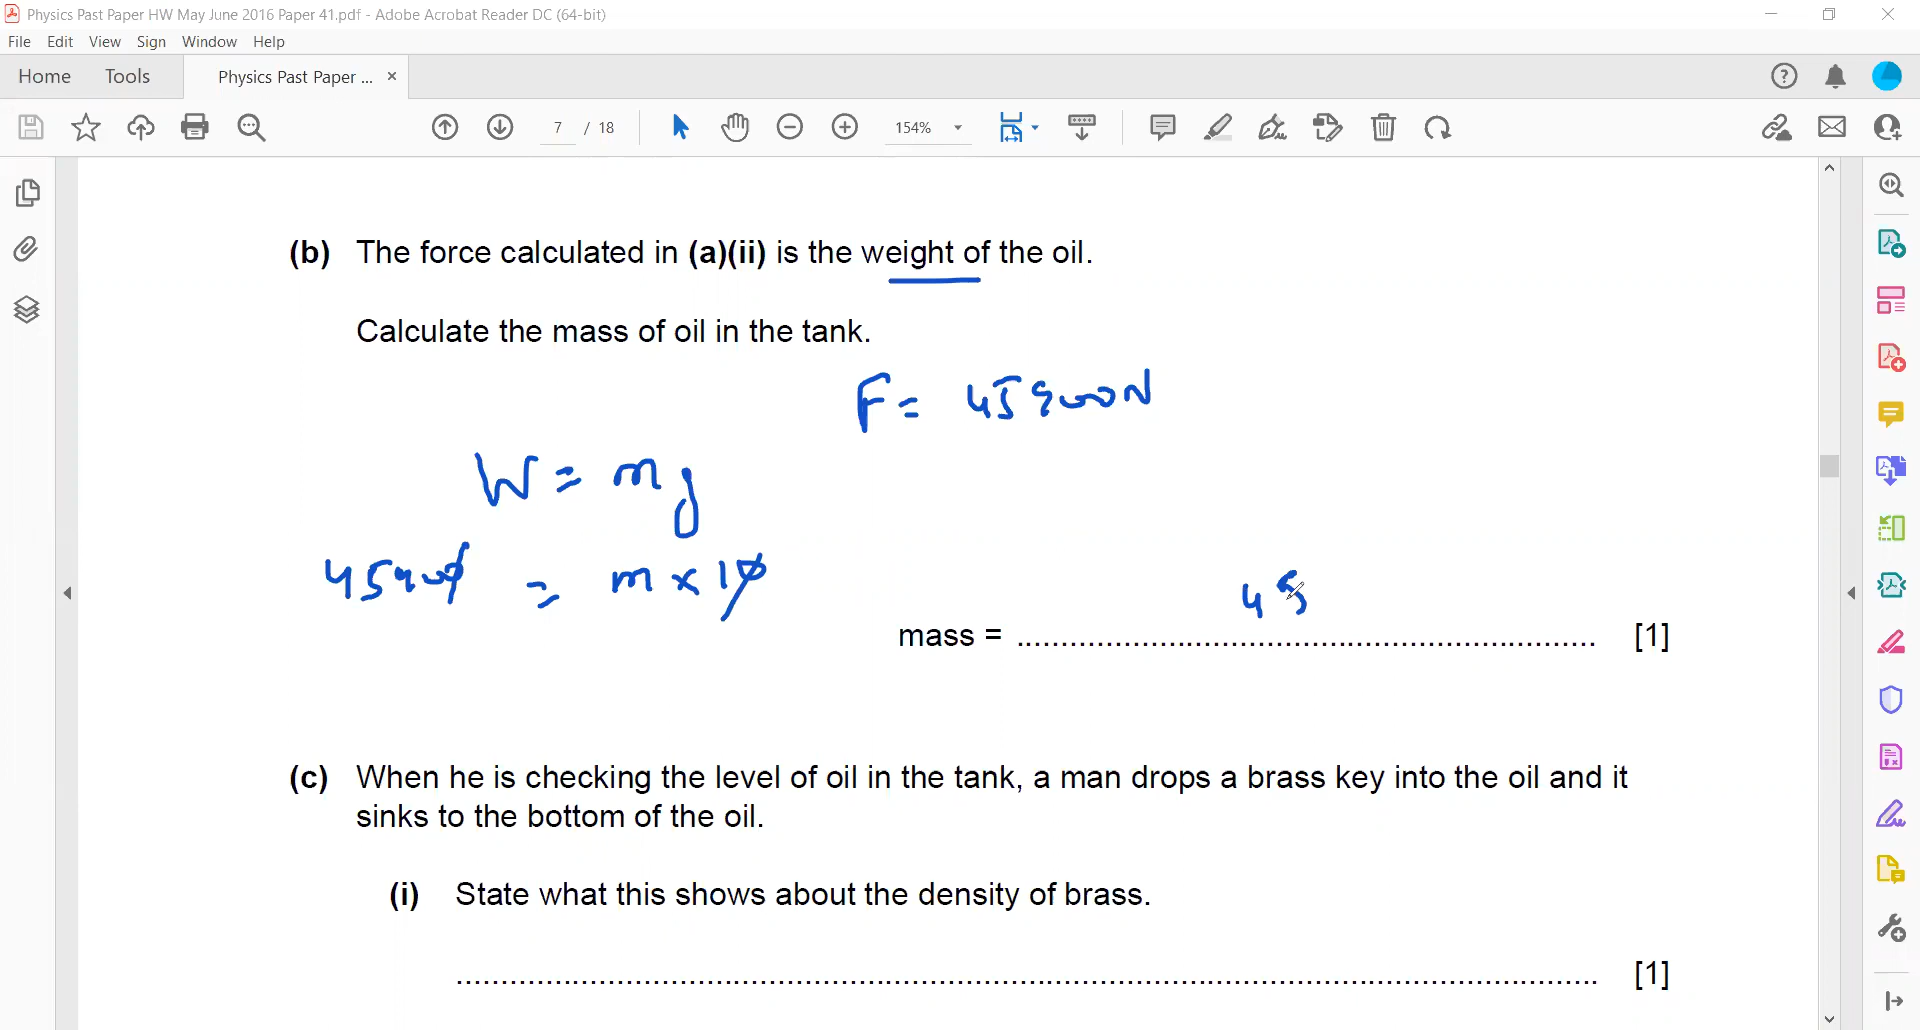 Physics Past Paper HW May June 2016 Paper 41.pdf - Adobe Acrobat Reader DC (64-bit)
File Edit View Sign Window Help
Home Tools Physics Past Paper ... ×
7 / 18 154%
(b) The force calculated in (a)(ii) is the weight of the oil.
Calculate the mass of oil in the tank.
F = 45900N
W = mg
45900 = m × 10
45
mass = ........................................................ [1]
(c) When he is checking the level of oil in the tank, a man drops a brass key into the oil and it
sinks to the bottom of the oil.
(i) State what this shows about the density of brass.
........................................................................................................ [1]